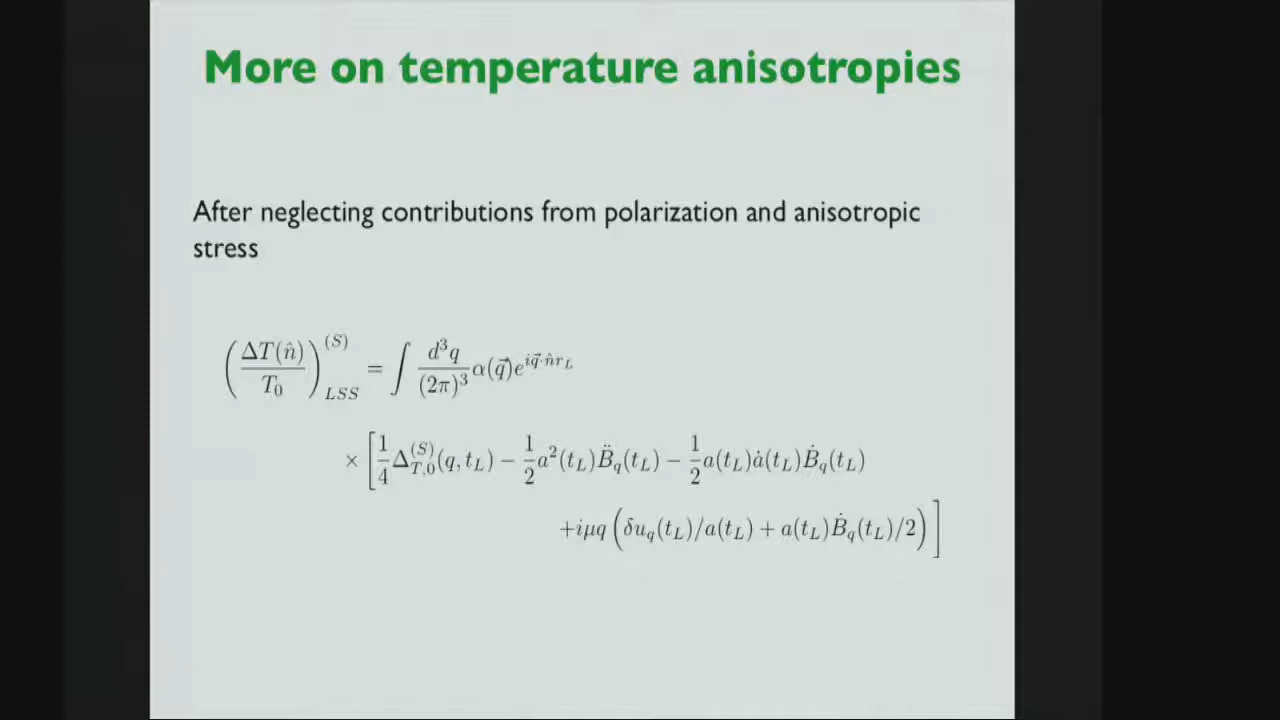 More on temperature anisotropies
After neglecting contributions from polarization and anisotropic
stress
$\left(\frac{\Delta T(\hat{n})}{T_0}\right)^{(S)}_{LSS} = \int \frac{d^3q}{(2\pi)^3} \alpha(\vec{q}) e^{i\vec{q}\cdot\hat{n}r_L}$
$\times \left[\frac{1}{4}\Delta^{(S)}_{T,0}(q, t_L) - \frac{1}{2}a^2(t_L)\ddot{B}_q(t_L) - \frac{1}{2}a(t_L)\dot{a}(t_L)\dot{B}_q(t_L)\right.$
$\left. + i\mu q\left(\delta u_q(t_L)/a(t_L) + a(t_L)\dot{B}_q(t_L)/2\right)\right]$